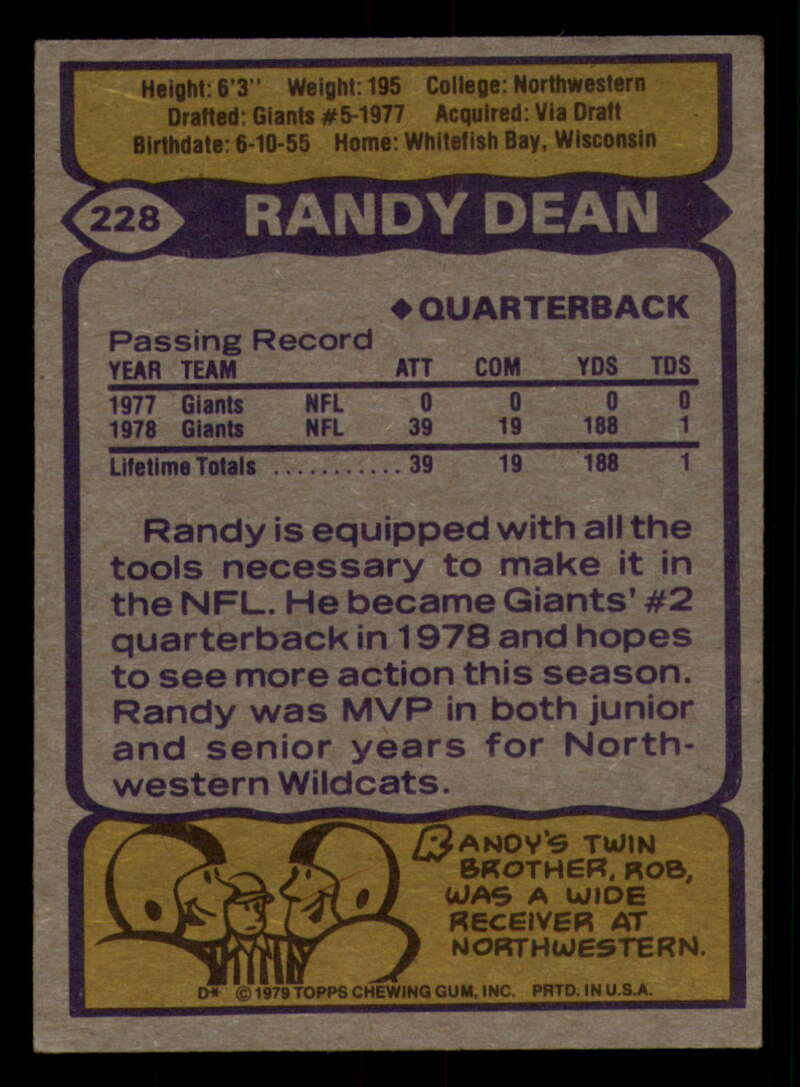 Height: 6'3" Weight: 195 College: Northwestern
Drafted: Giants #5-1977 Acquired: Via Draft
Birthdate: 6-10-55 Home: Whitefish Bay, Wisconsin
228 RANDY DEAN
◆QUARTERBACK
Passing Record
YEAR TEAM ATT COM YDS TDS
1977 Giants NFL 0 0 0 0
1978 Giants NFL 39 19 188 1
Lifetime Totals ........... 39 19 188 1
Randy is equipped with all the
tools necessary to make it in
the NFL. He became Giants' #2
quarterback in 1978 and hopes
to see more action this season.
Randy was MVP in both junior
and senior years for North-
western Wildcats.
RANDY'S TWIN
BROTHER, ROB,
WAS A WIDE
RECEIVER AT
NORTHWESTERN.
D* © 1979 TOPPS CHEWING GUM, INC. PRTD. IN U.S.A.